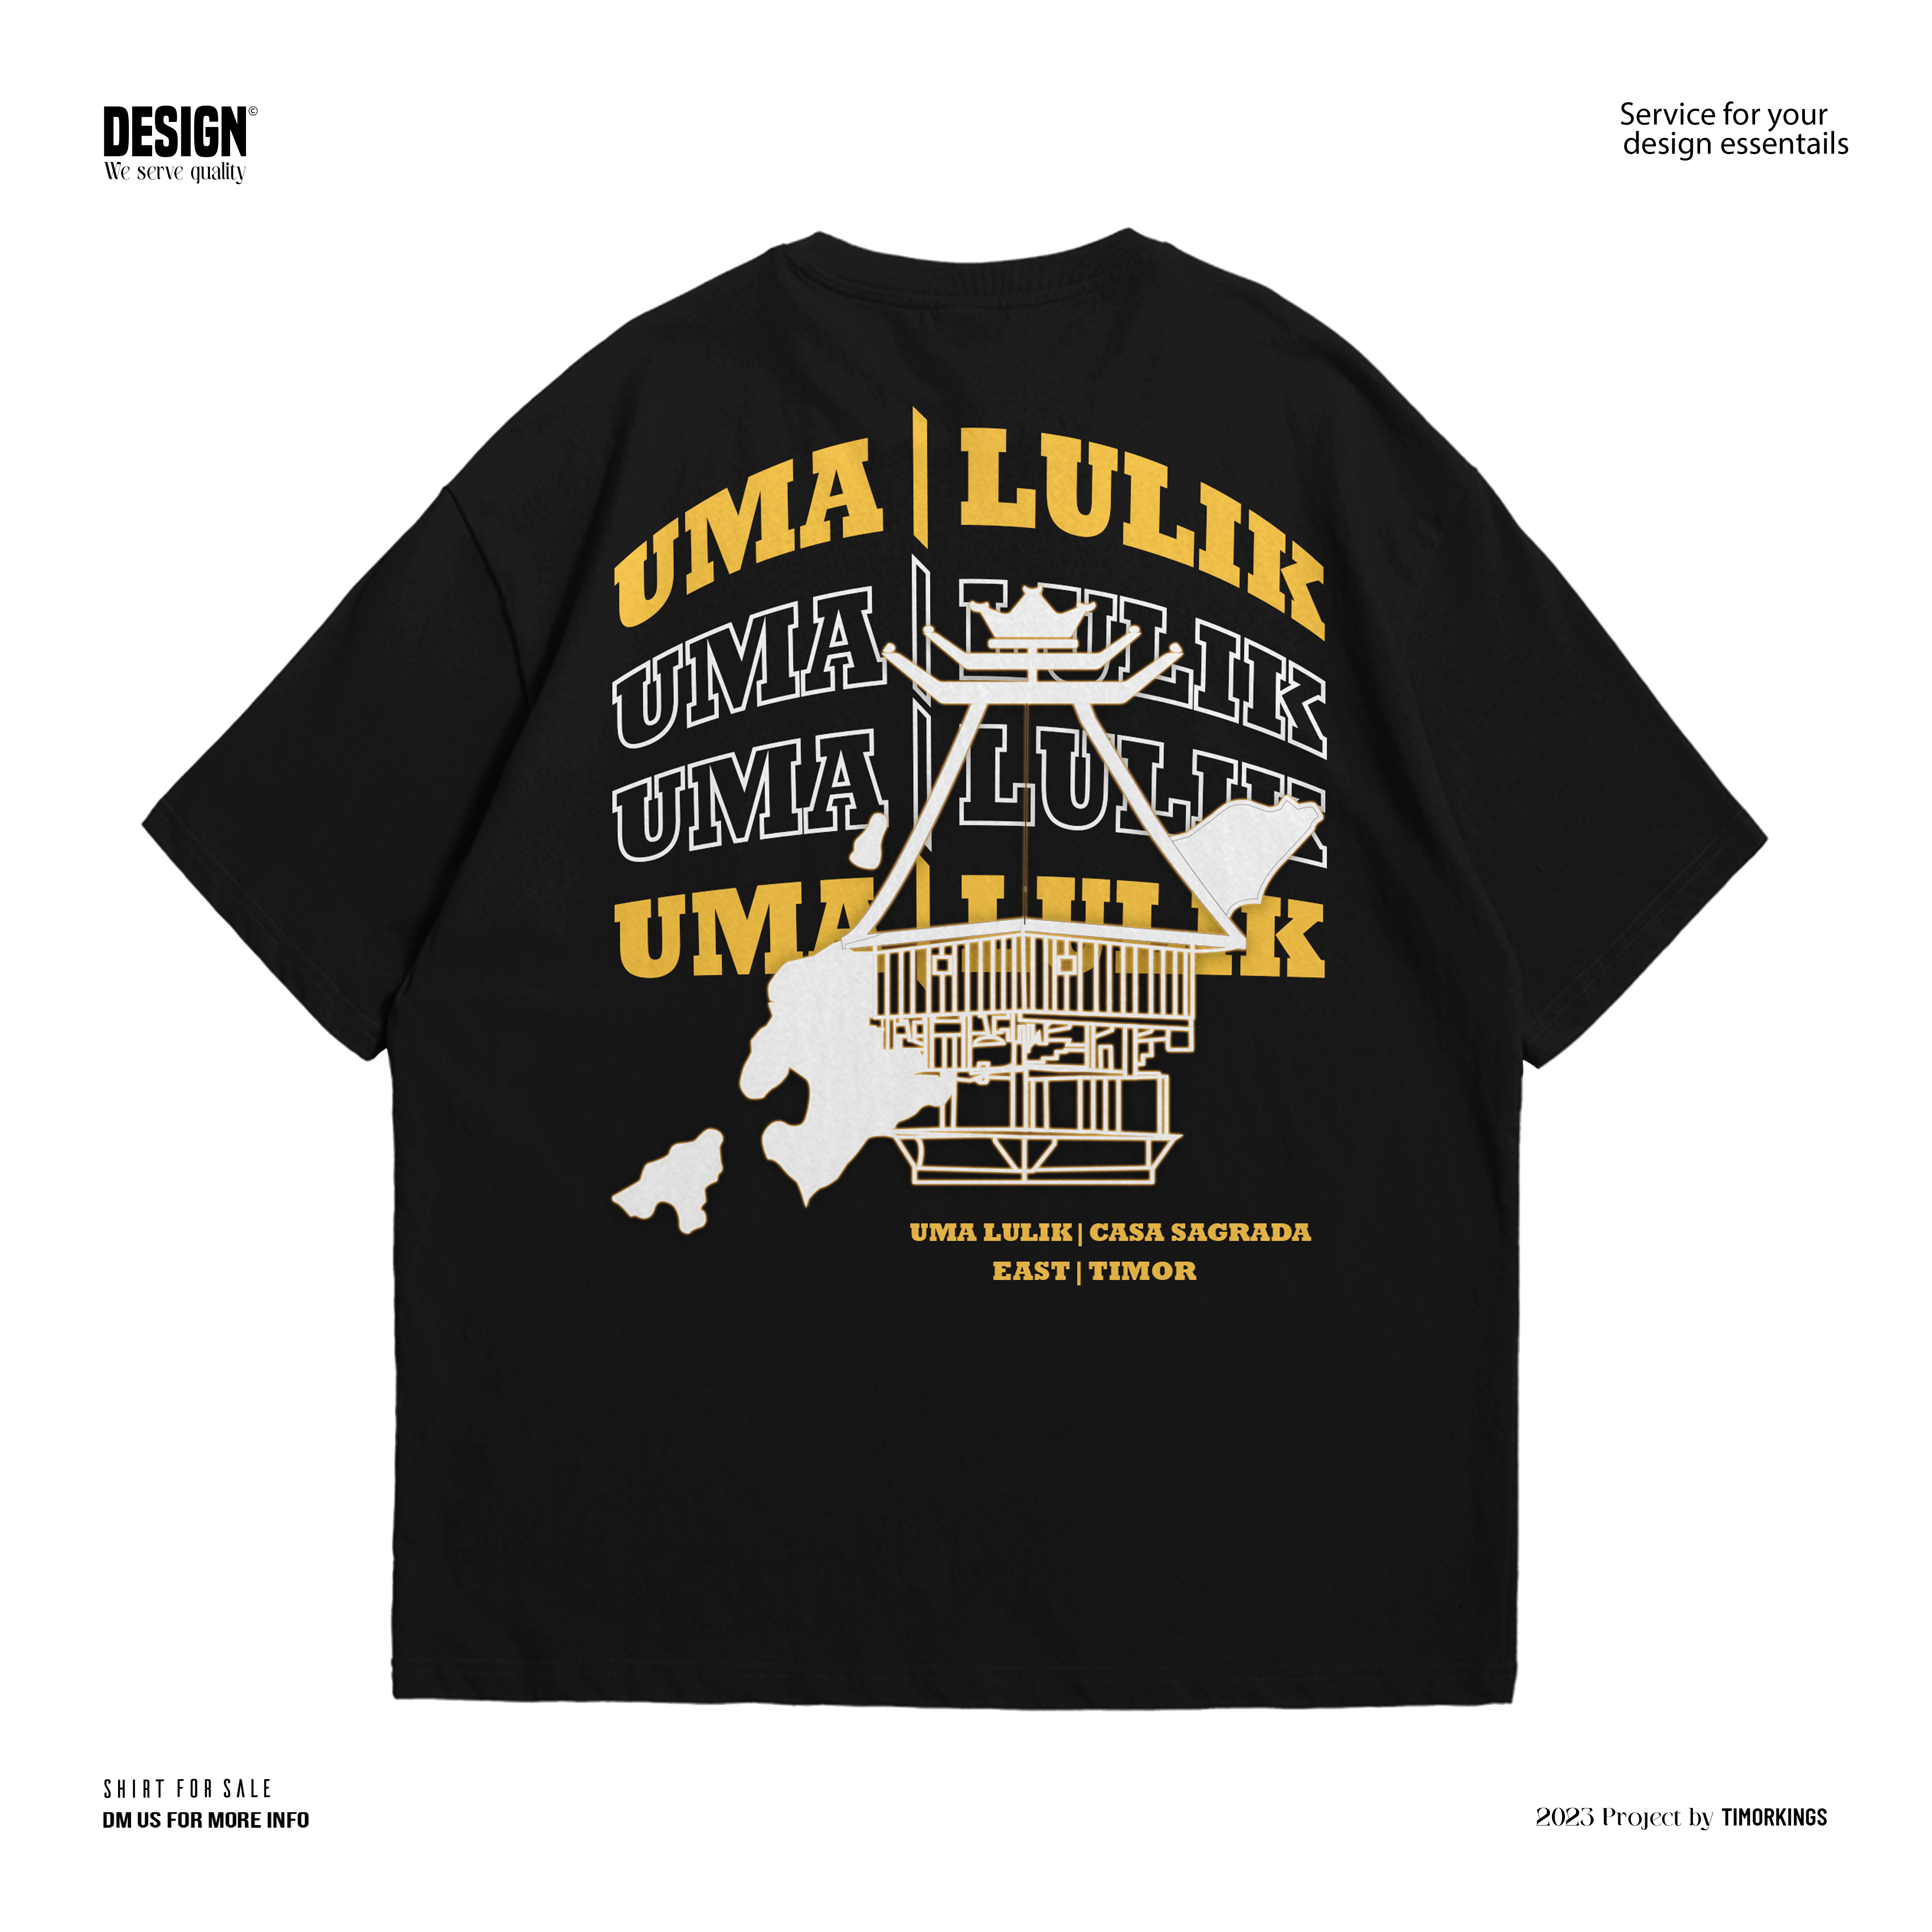 DESIGN©
We serve quality
Service for your
design essentails
UMA | LULIK
UMA | LULIK
UMA | LULIK
UMA | LULIK
UMA LULIK | CASA SAGRADA
EAST | TIMOR
SHIRT FOR SALE
DM US FOR MORE INFO
2023 Project by TIMORKINGS